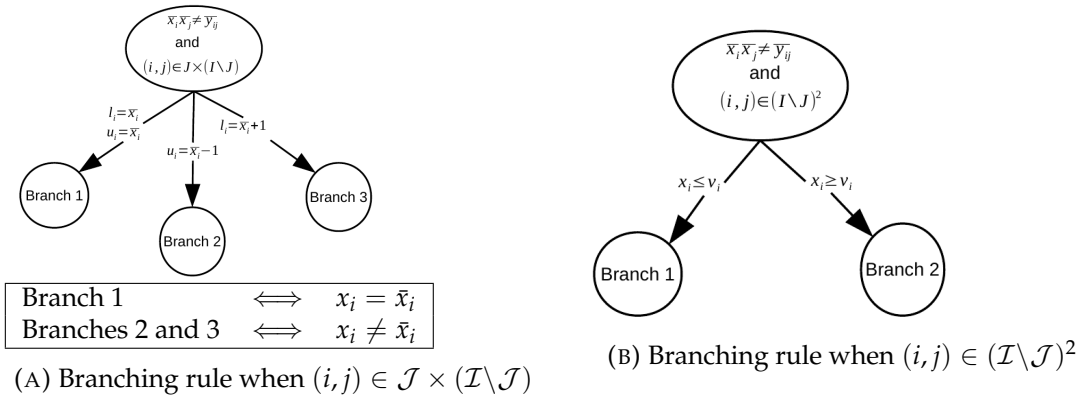 x̄ᵢx̄ⱼ≠ȳᵢⱼ
and
(i,j)∈J×(I\J)
lᵢ=x̄ᵢ
uᵢ=x̄ᵢ
uᵢ=x̄ᵢ−1
lᵢ=x̄ᵢ+1
Branch 1
Branch 2
Branch 3
Branch 1 ⟺ xᵢ = x̄ᵢ
Branches 2 and 3 ⟺ xᵢ ≠ x̄ᵢ
(A) Branching rule when (i, j) ∈ 𝒥 × (ℐ\𝒥)
x̄ᵢx̄ⱼ≠ȳᵢⱼ
and
(i,j)∈(I\J)²
xᵢ≤vᵢ
xᵢ≥vᵢ
Branch 1
Branch 2
(B) Branching rule when (i, j) ∈ (ℐ\𝒥)²